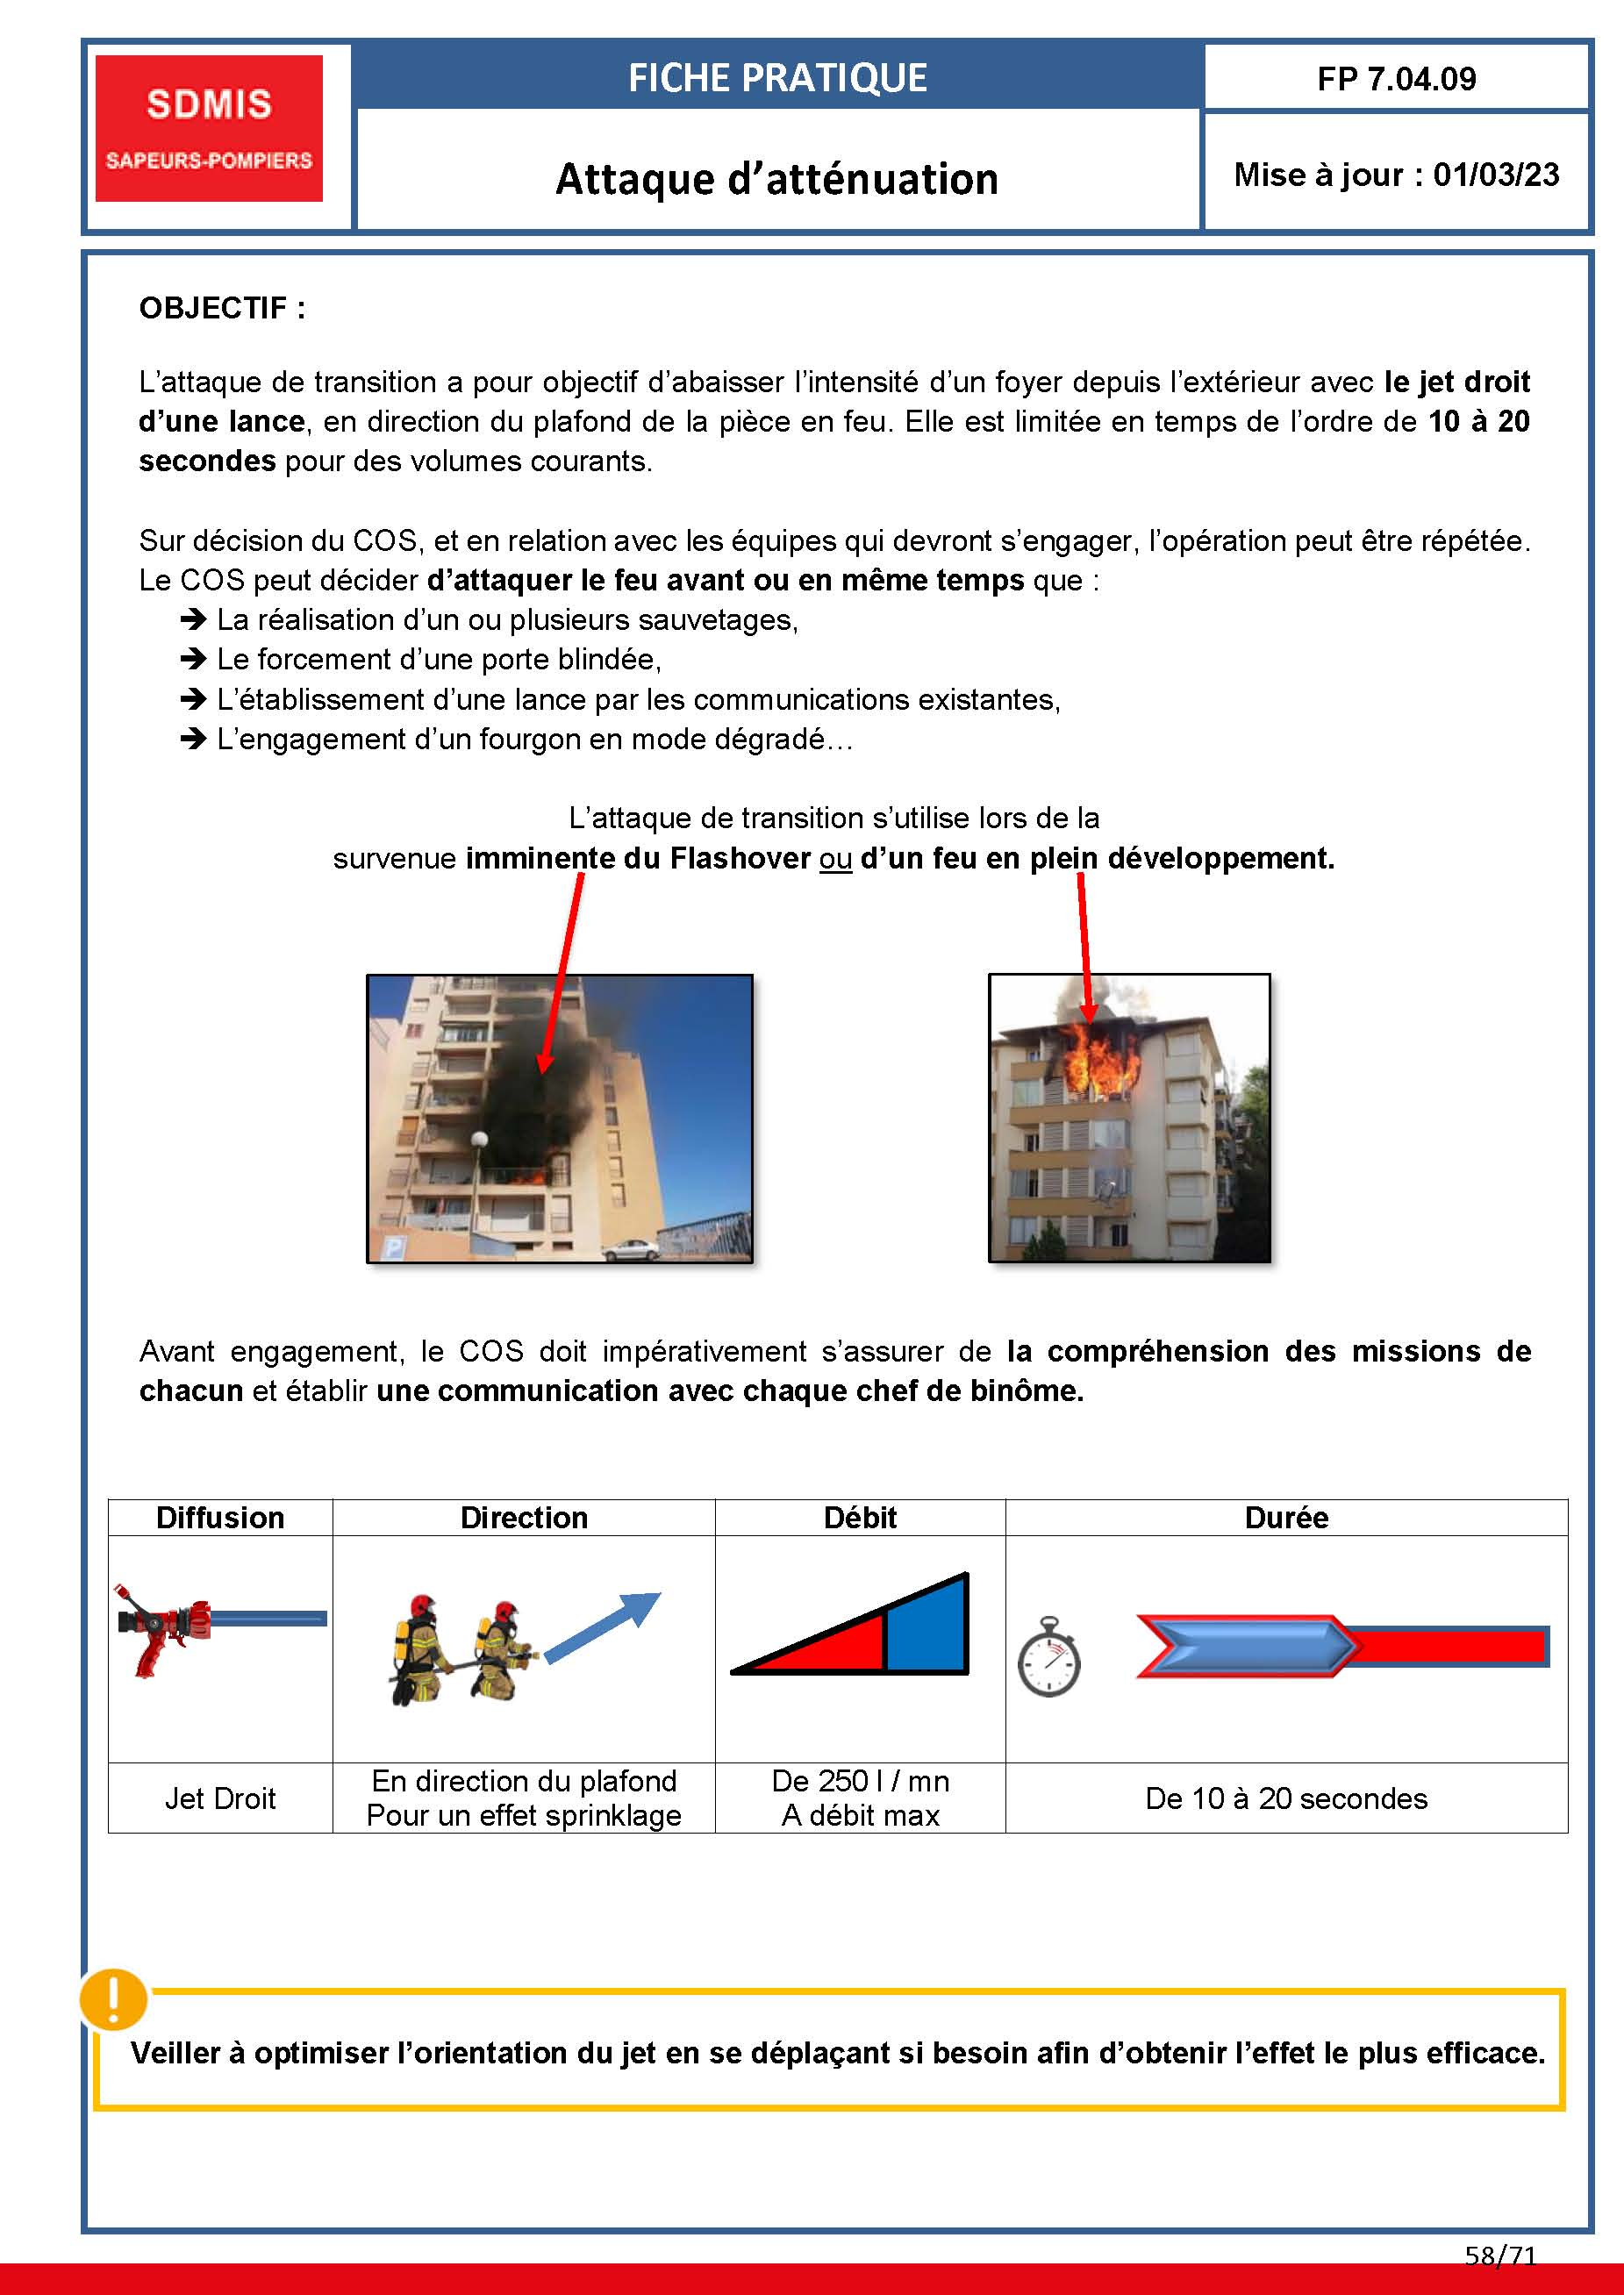 SDMIS
SAPEURS-POMPIERS
FICHE PRATIQUE
FP 7.04.09
Attaque d’atténuation
Mise à jour : 01/03/23
OBJECTIF :
L’attaque de transition a pour objectif d’abaisser l’intensité d’un foyer depuis l’extérieur avec le jet droit
d’une lance, en direction du plafond de la pièce en feu. Elle est limitée en temps de l’ordre de 10 à 20
secondes pour des volumes courants.
Sur décision du COS, et en relation avec les équipes qui devront s’engager, l’opération peut être répétée.
Le COS peut décider d’attaquer le feu avant ou en même temps que :
➔ La réalisation d’un ou plusieurs sauvetages,
➔ Le forcement d’une porte blindée,
➔ L’établissement d’une lance par les communications existantes,
➔ L’engagement d’un fourgon en mode dégradé…
L’attaque de transition s’utilise lors de la
survenue imminente du Flashover ou d’un feu en plein développement.
P
Avant engagement, le COS doit impérativement s’assurer de la compréhension des missions de
chacun et établir une communication avec chaque chef de binôme.
Diffusion
Direction
Débit
Durée
Jet Droit
En direction du plafond
Pour un effet sprinklage
De 250 l / mn
A débit max
De 10 à 20 secondes
!
Veiller à optimiser l’orientation du jet en se déplaçant si besoin afin d’obtenir l’effet le plus efficace.
58/71